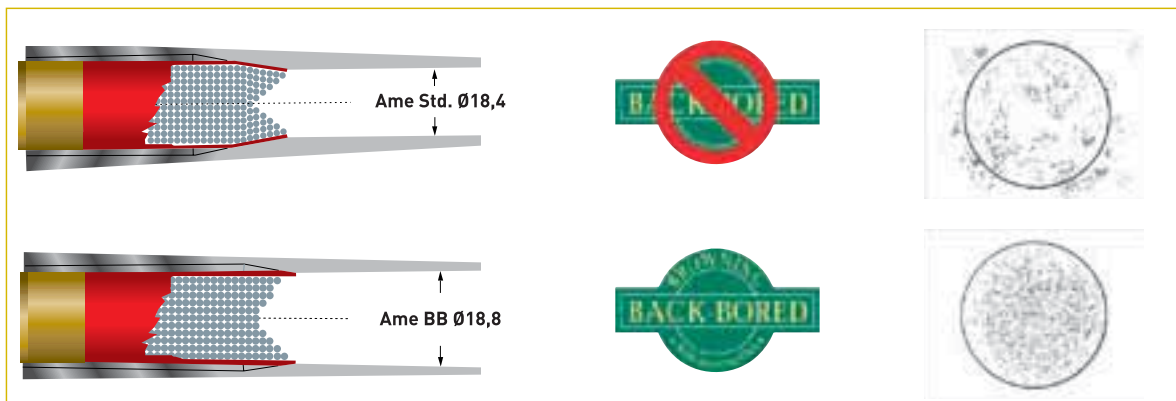 Ame Std. Ø18,4
BACK BORED
Ame BB Ø18,8
BROWNING
BACK BORED